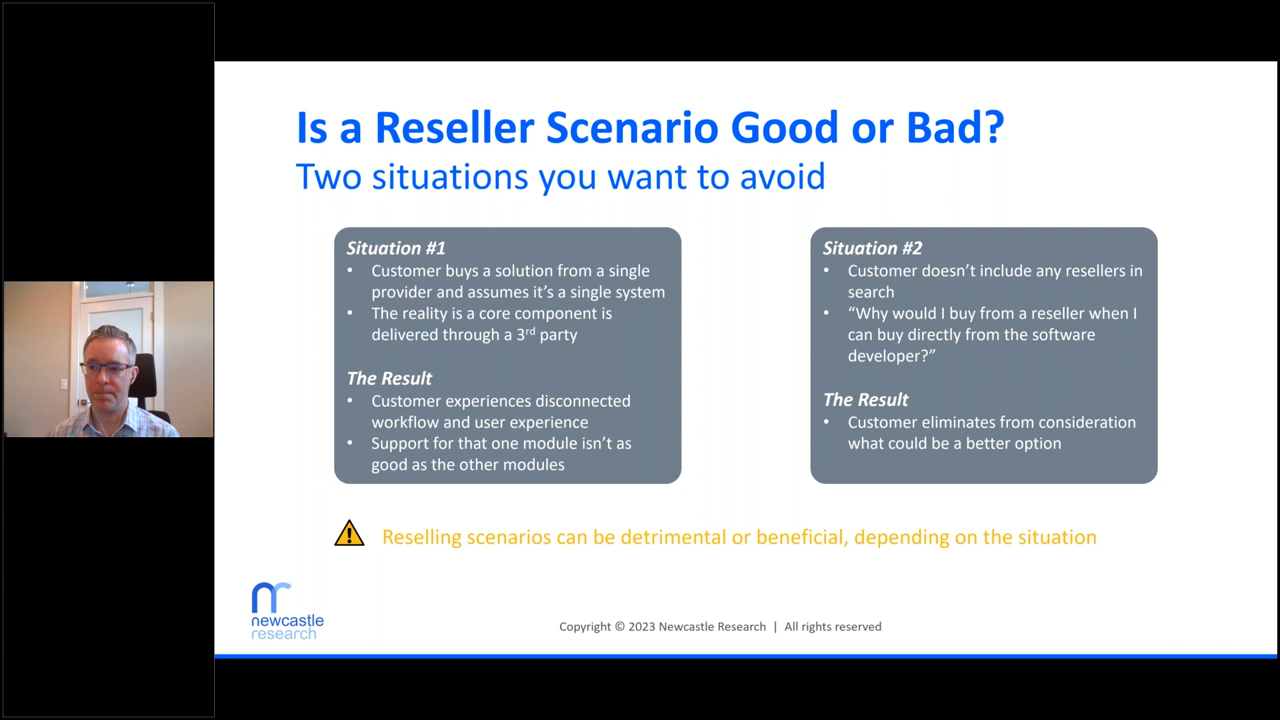 Is a Reseller Scenario Good or Bad?
Two situations you want to avoid
Situation #1
• Customer buys a solution from a single
provider and assumes it's a single system
• The reality is a core component is
delivered through a 3rd party
The Result
• Customer experiences disconnected
workflow and user experience
• Support for that one module isn't as
good as the other modules
Situation #2
• Customer doesn't include any resellers in
search
• “Why would I buy from a reseller when I
can buy directly from the software
developer?”
The Result
• Customer eliminates from consideration
what could be a better option
Reselling scenarios can be detrimental or beneficial, depending on the situation
newcastle
research
Copyright © 2023 Newcastle Research | All rights reserved